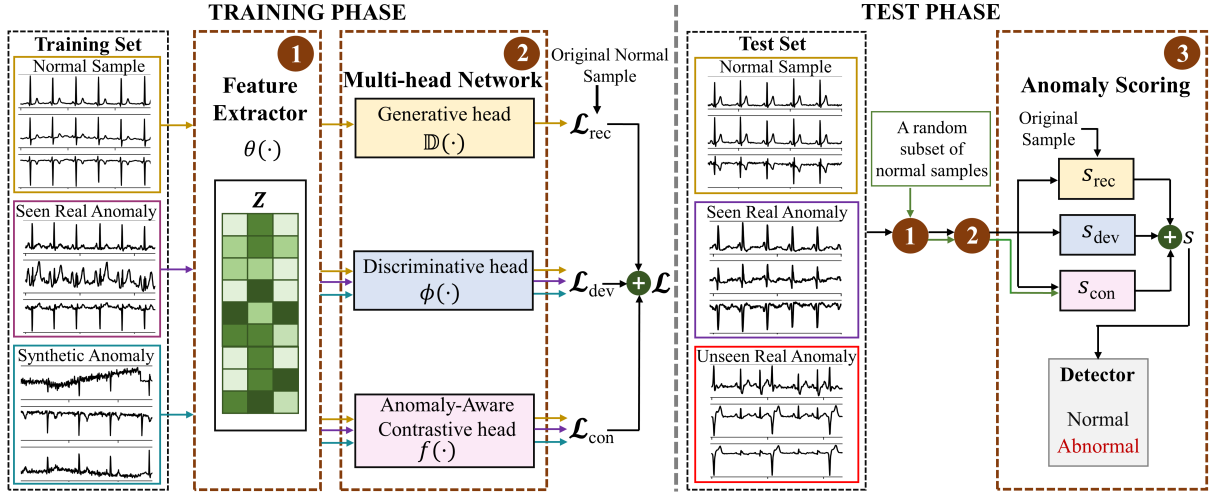 TRAINING PHASE
Training Set
Normal Sample
Seen Real Anomaly
Synthetic Anomaly
1
Feature
Extractor
θ(·)
Z
2
Multi-head Network
Generative head
𝔻(·)
Discriminative head
ϕ(·)
Anomaly-Aware
Contrastive head
f(·)
Original Normal
Sample
ℒrec
ℒdev
+
ℒ
ℒcon
TEST PHASE
Test Set
Normal Sample
Seen Real Anomaly
Unseen Real Anomaly
A random
subset of
normal samples
1
2
3
Anomaly Scoring
Original
Sample
srec
sdev
scon
+
s
Detector
Normal
Abnormal